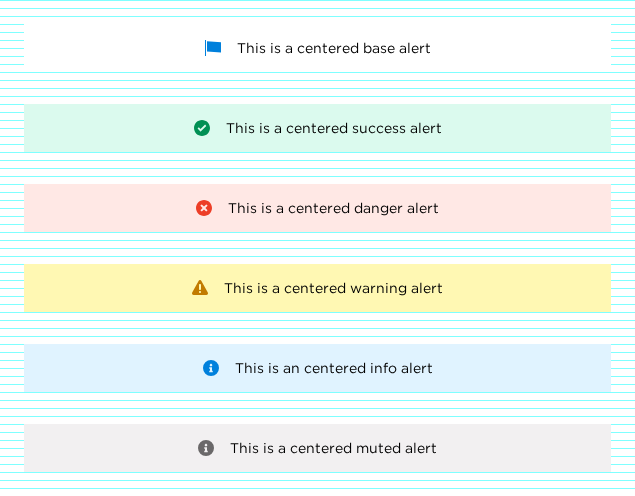 This is a centered base alert
This is a centered success alert
This is a centered danger alert
This is a centered warning alert
This is an centered info alert
This is a centered muted alert